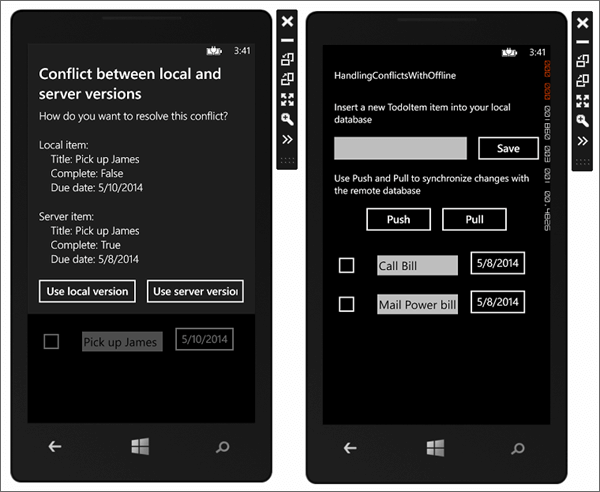 3:41
Conflict between local and
server versions
How do you want to resolve this conflict?
Local item:
Title: Pick up James
Complete: False
Due date: 5/10/2014
Server item:
Title: Pick up James
Complete: True
Due date: 5/8/2014
Use local version
Use server versio
Pick up James
5/10/2014
3:41
HandlingConflictsWithOffline
Insert a new TodoItem item into your local
database
Save
Use Push and Pull to synchronize changes with
the remote database
Push
Pull
Call Bill
5/8/2014
Mail Power bill
5/8/2014